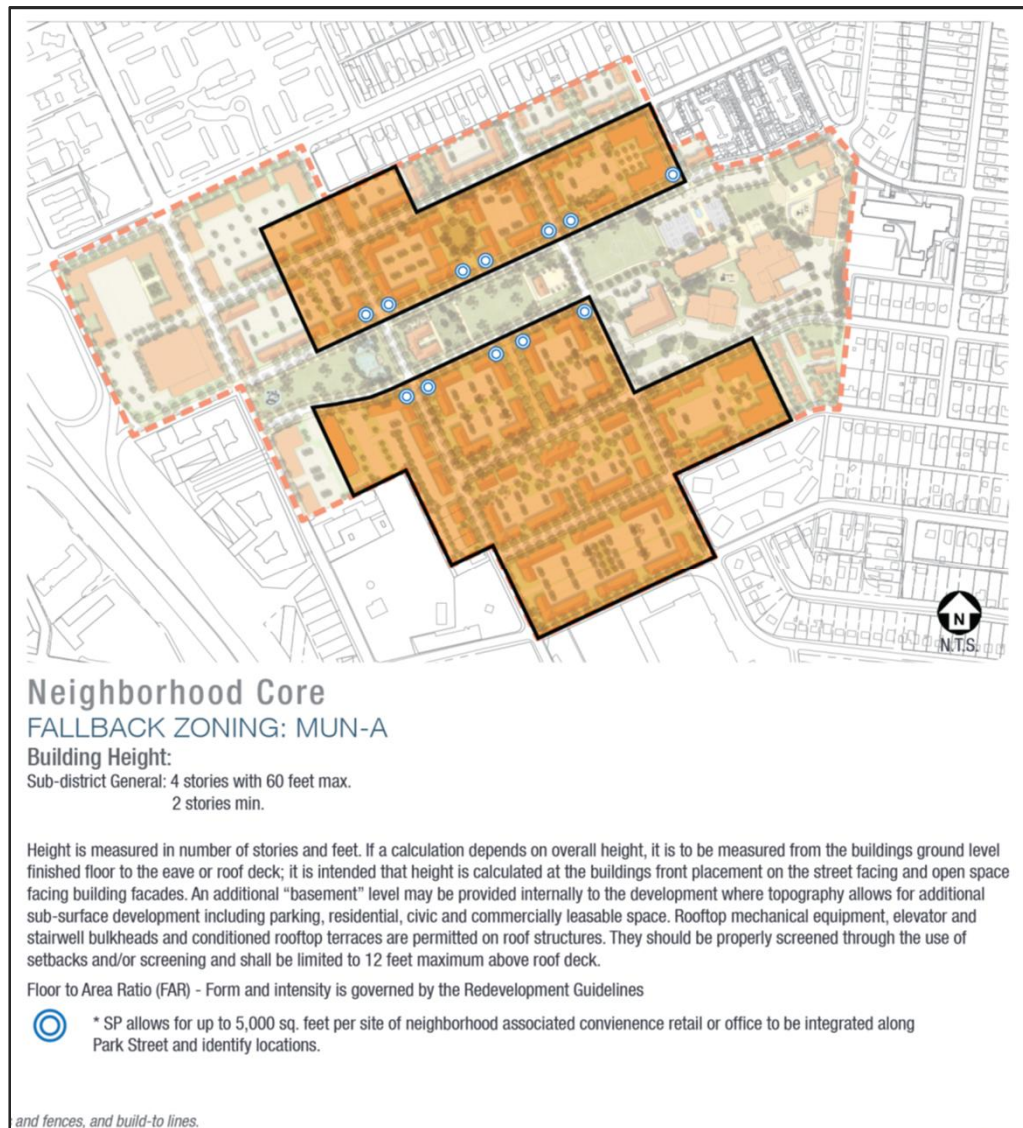 N
N.T.S.
Neighborhood Core
FALLBACK ZONING: MUN-A
Building Height:
Sub-district General: 4 stories with 60 feet max.
2 stories min.
Height is measured in number of stories and feet. If a calculation depends on overall height, it is to be measured from the buildings ground level
finished floor to the eave or roof deck; it is intended that height is calculated at the buildings front placement on the street facing and open space
facing building facades. An additional “basement” level may be provided internally to the development where topography allows for additional
sub-surface development including parking, residential, civic and commercially leasable space. Rooftop mechanical equipment, elevator and
stairwell bulkheads and conditioned rooftop terraces are permitted on roof structures. They should be properly screened through the use of
setbacks and/or screening and shall be limited to 12 feet maximum above roof deck.
Floor to Area Ratio (FAR) - Form and intensity is governed by the Redevelopment Guidelines
* SP allows for up to 5,000 sq. feet per site of neighborhood associated convienence retail or office to be integrated along
Park Street and identify locations.
and fences, and build-to lines.